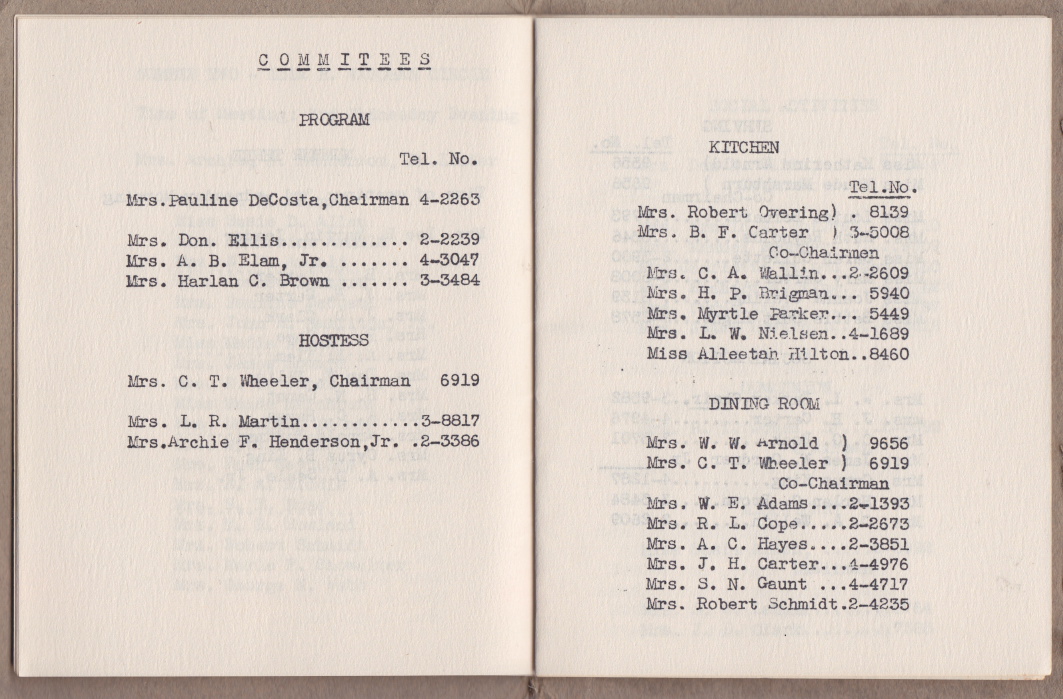 COMMITEES
PROGRAM
Tel. No.
Mrs.Pauline DeCosta,Chairman 4-2263
Mrs. Don. Ellis............. 2-2239
Mrs. A. B. Elam, Jr. ....... 4-3047
Mrs. Harlan C. Brown ....... 3-3484
HOSTESS
Mrs. C. T. Wheeler, Chairman 6919
Mrs. L. R. Martin............3-8817
Mrs.Archie F. Henderson,Jr. .2-3386
KITCHEN
Tel.No.
Mrs. Robert Overing) . 8139
Mrs. B. F. Carter ) 3-5008
Co-Chairmen
Mrs. C. A. Wallin...2-2609
Mrs. H. P. Brigman... 5940
Mrs. Myrtle Parker... 5449
Mrs. L. W. Nielsen..4-1689
Miss Alleetah Hilton..8460
DINING ROOM
Mrs. W. W. Arnold ) 9656
Mrs. C. T. Wheeler ) 6919
Co-Chairman
Mrs. W. E. Adams....2-1393
Mrs. R. L. Cope....2-2673
Mrs. A. C. Hayes....2-3851
Mrs. J. H. Carter...4-4976
Mrs. S. N. Gaunt ...4-4717
Mrs. Robert Schmidt.2-4235